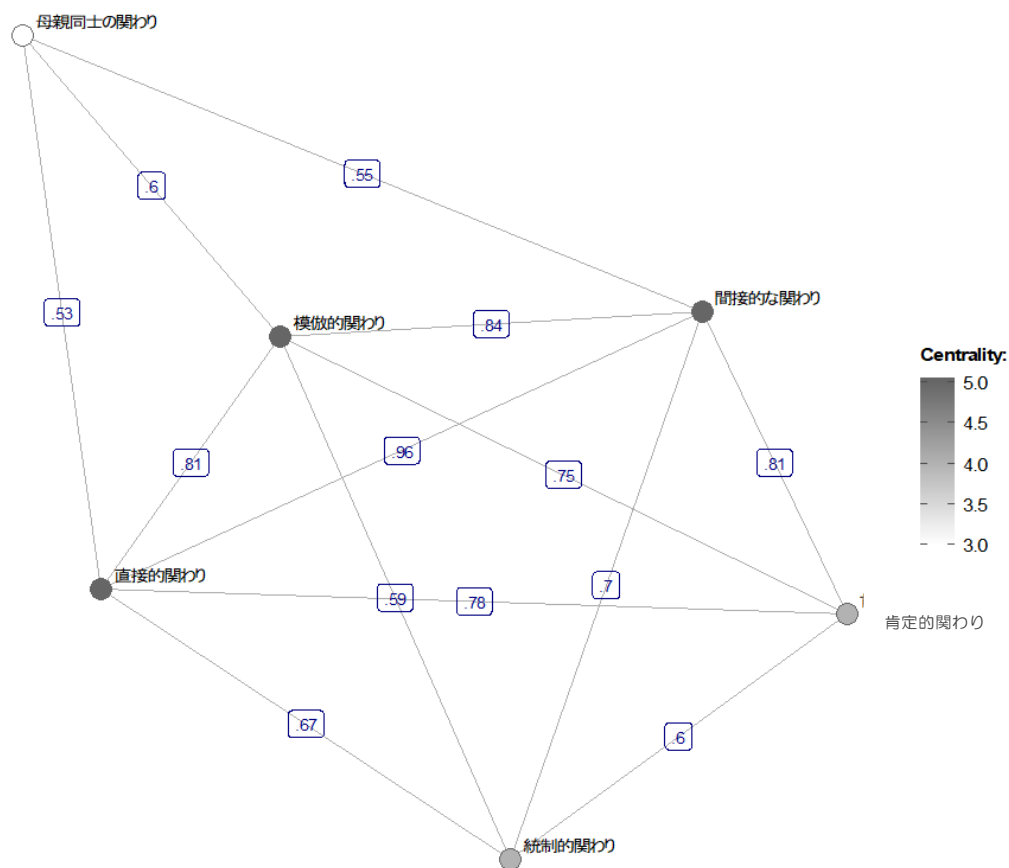 母親同士の関わり
.55
.6
.53
間接的な関わり
模倣的関わり
.84
Centrality:
5.0
4.5
4.0
3.5
3.0
.96
.81
.81
.75
直接的関わり
.7
.59
.78
肯定的関わり
.67
.6
統制的関わり